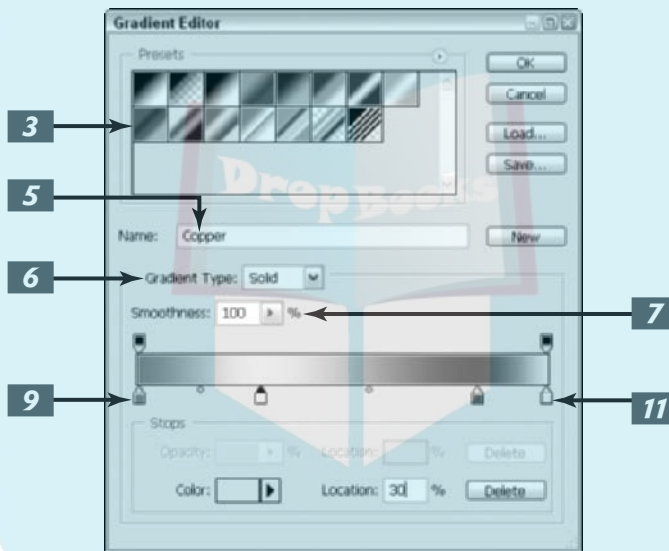 Gradient Editor
Presets
OK
Cancel
3
Load...
Save...
DropBooks
5
Name: Copper
New
6
Gradient Type: Solid
Smoothness: 100 %
7
9
11
Stops
Opacity: % Location: % Delete
Color: Location: 30 % Delete